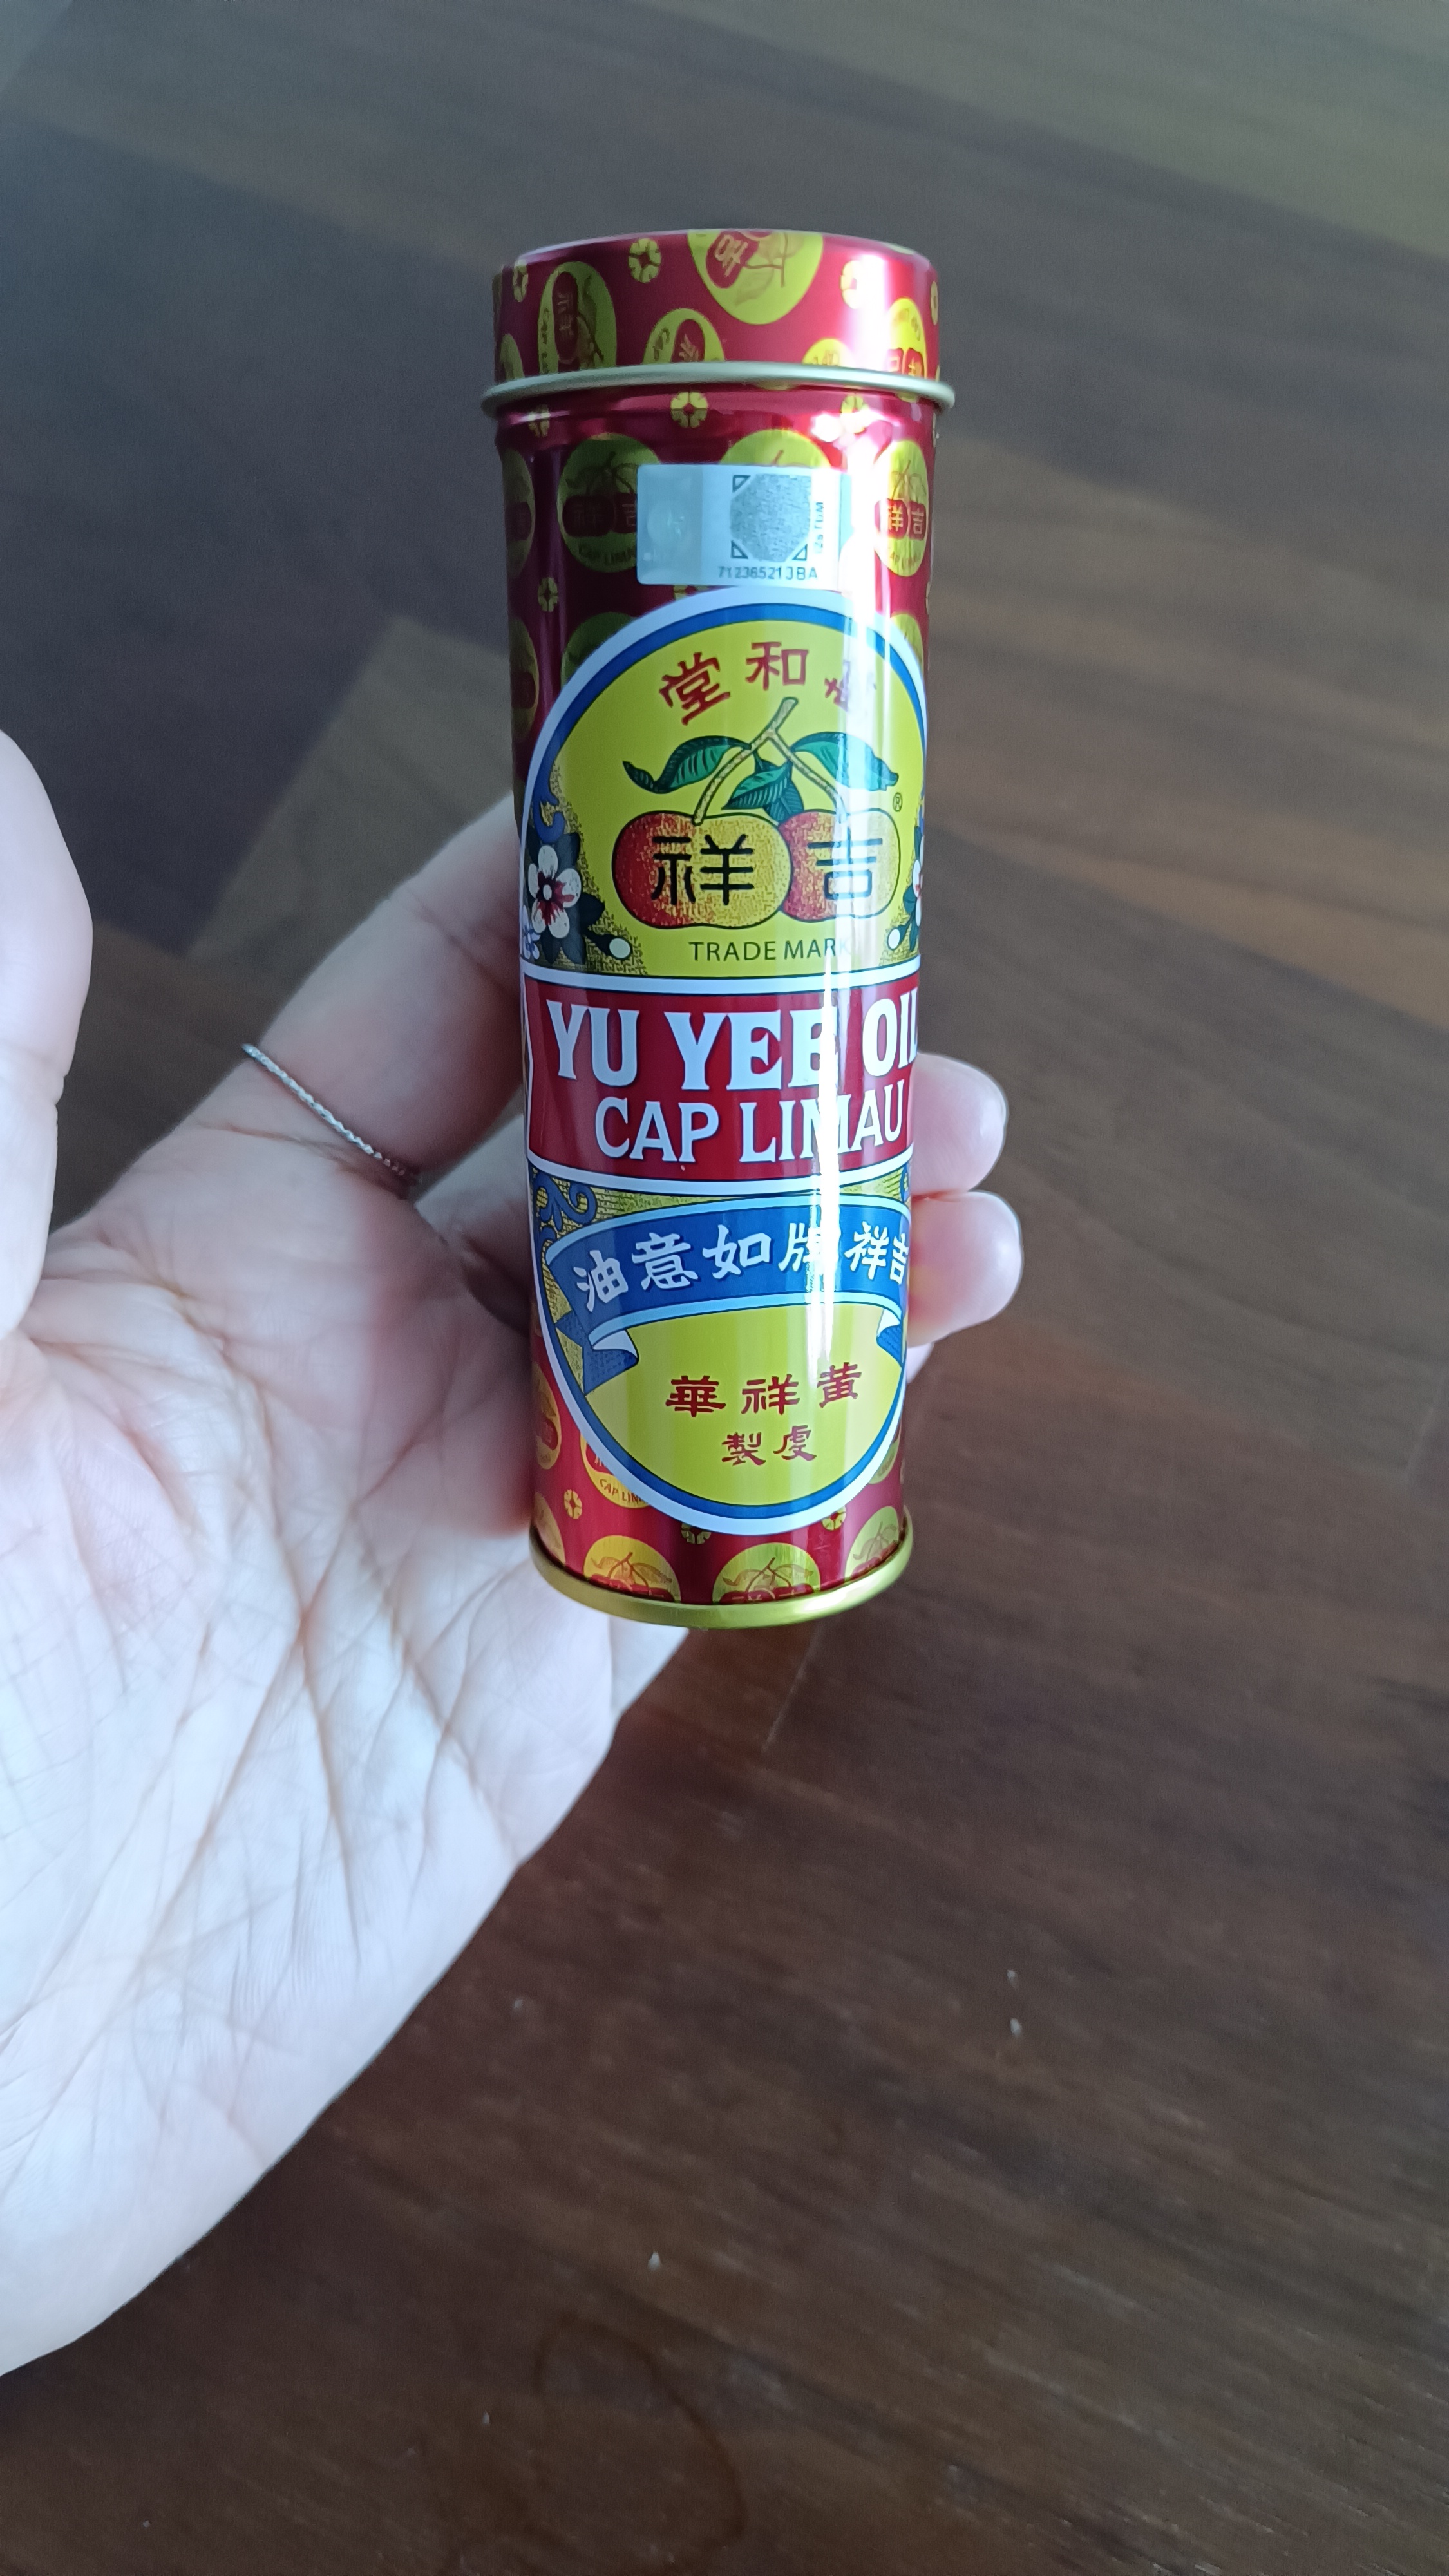 712365213BA
和堂
吉祥
®
TRADE MARK
YU YEE OIL
CAP LIMAU
吉祥牌如意油
黃祥華
虔製